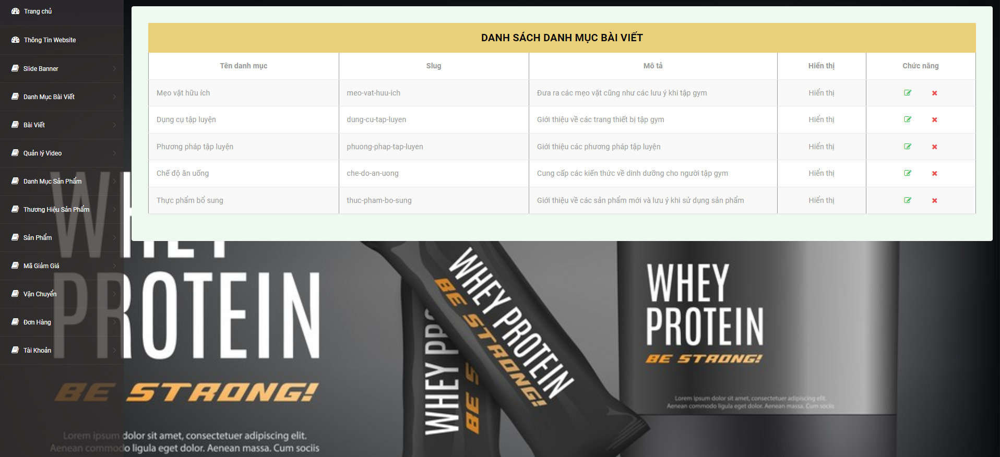 Trang chủ
Thông Tin Website
Slide Banner
Danh Mục Bài Viết
Bài Viết
Quản lý Video
Danh Mục Sản Phẩm
Thương Hiệu Sản Phẩm
Sản Phẩm
Mã Giảm Giá
Vận Chuyển
Đơn Hàng
Tài Khoản
DANH SÁCH DANH MỤC BÀI VIẾT
Tên danh mục Slug Mô tả Hiển thị Chức năng
Mẹo vặt hữu ích meo-vat-huu-ich Đưa ra các mẹo vặt cũng như các lưu ý khi tập gym Hiển thị
Dụng cụ tập luyện dung-cu-tap-luyen Giới thiệu về các trang thiết bị tập gym Hiển thị
Phương pháp tập luyện phuong-phap-tap-luyen Giới thiệu các phương pháp tập luyện Hiển thị
Chế độ ăn uống che-do-an-uong Cung cấp các kiến thức về dinh dưỡng cho người tập gym Hiển thị
Thực phẩm bổ sung thuc-pham-bo-sung Giới thiệu về các sản phẩm mới và lưu ý khi sử dụng sản phẩm Hiển thị
WHEY
PROTEIN
BE STRONG!
Lorem ipsum dolor sit amet, consectetuer adipiscing elit.
Aenean commodo ligula eget dolor. Aenean massa. Cum sociis
WHEY PRO
BE S
WHEY PROTEIN
BE STRONG!
WHEY
PROTEIN
BE STRONG!
Lorem ipsum dolor sit amet, consectetuer adipiscing elit.
Aenean commodo ligula eget dolor. Aenean massa. Cum sociis